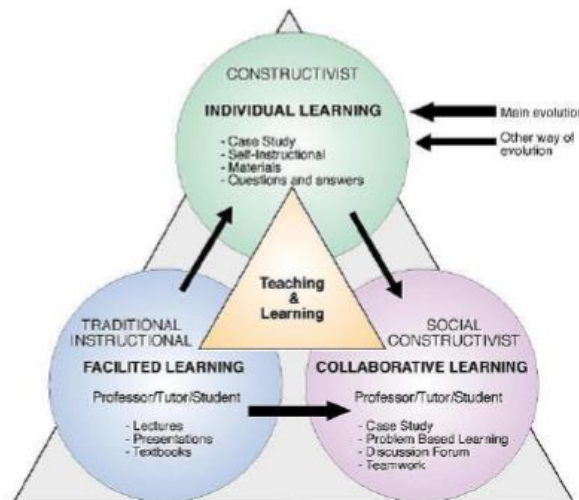 CONSTRUCTIVIST
INDIVIDUAL LEARNING
- Case Study
- Self-Instructional
- Materials
- Questions and answers
Main evolution
Other way of
evolution
Teaching
&
Learning
TRADITIONAL
INSTRUCTIONAL
FACILITED LEARNING
Professor/Tutor/Student
- Lectures
- Presentations
- Textbooks
SOCIAL
CONSTRUCTIVIST
COLLABORATIVE LEARNING
Professor/Tutor/Student
- Case Study
- Problem Based Learning
- Discussion Forum
- Teamwork